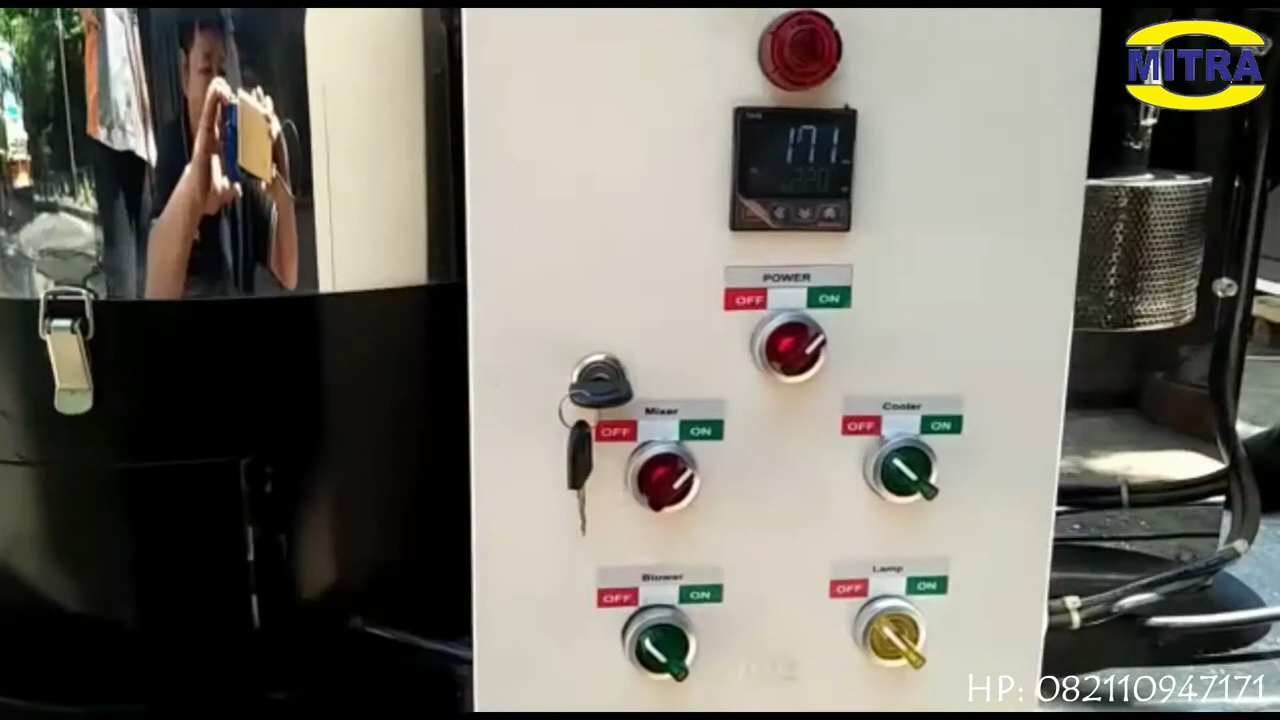 MITRA
171
220
POWER
OFF ON
Mixer
OFF ON
Cooler
OFF ON
Blower
OFF ON
Lamp
OFF ON
HP: 082110947171